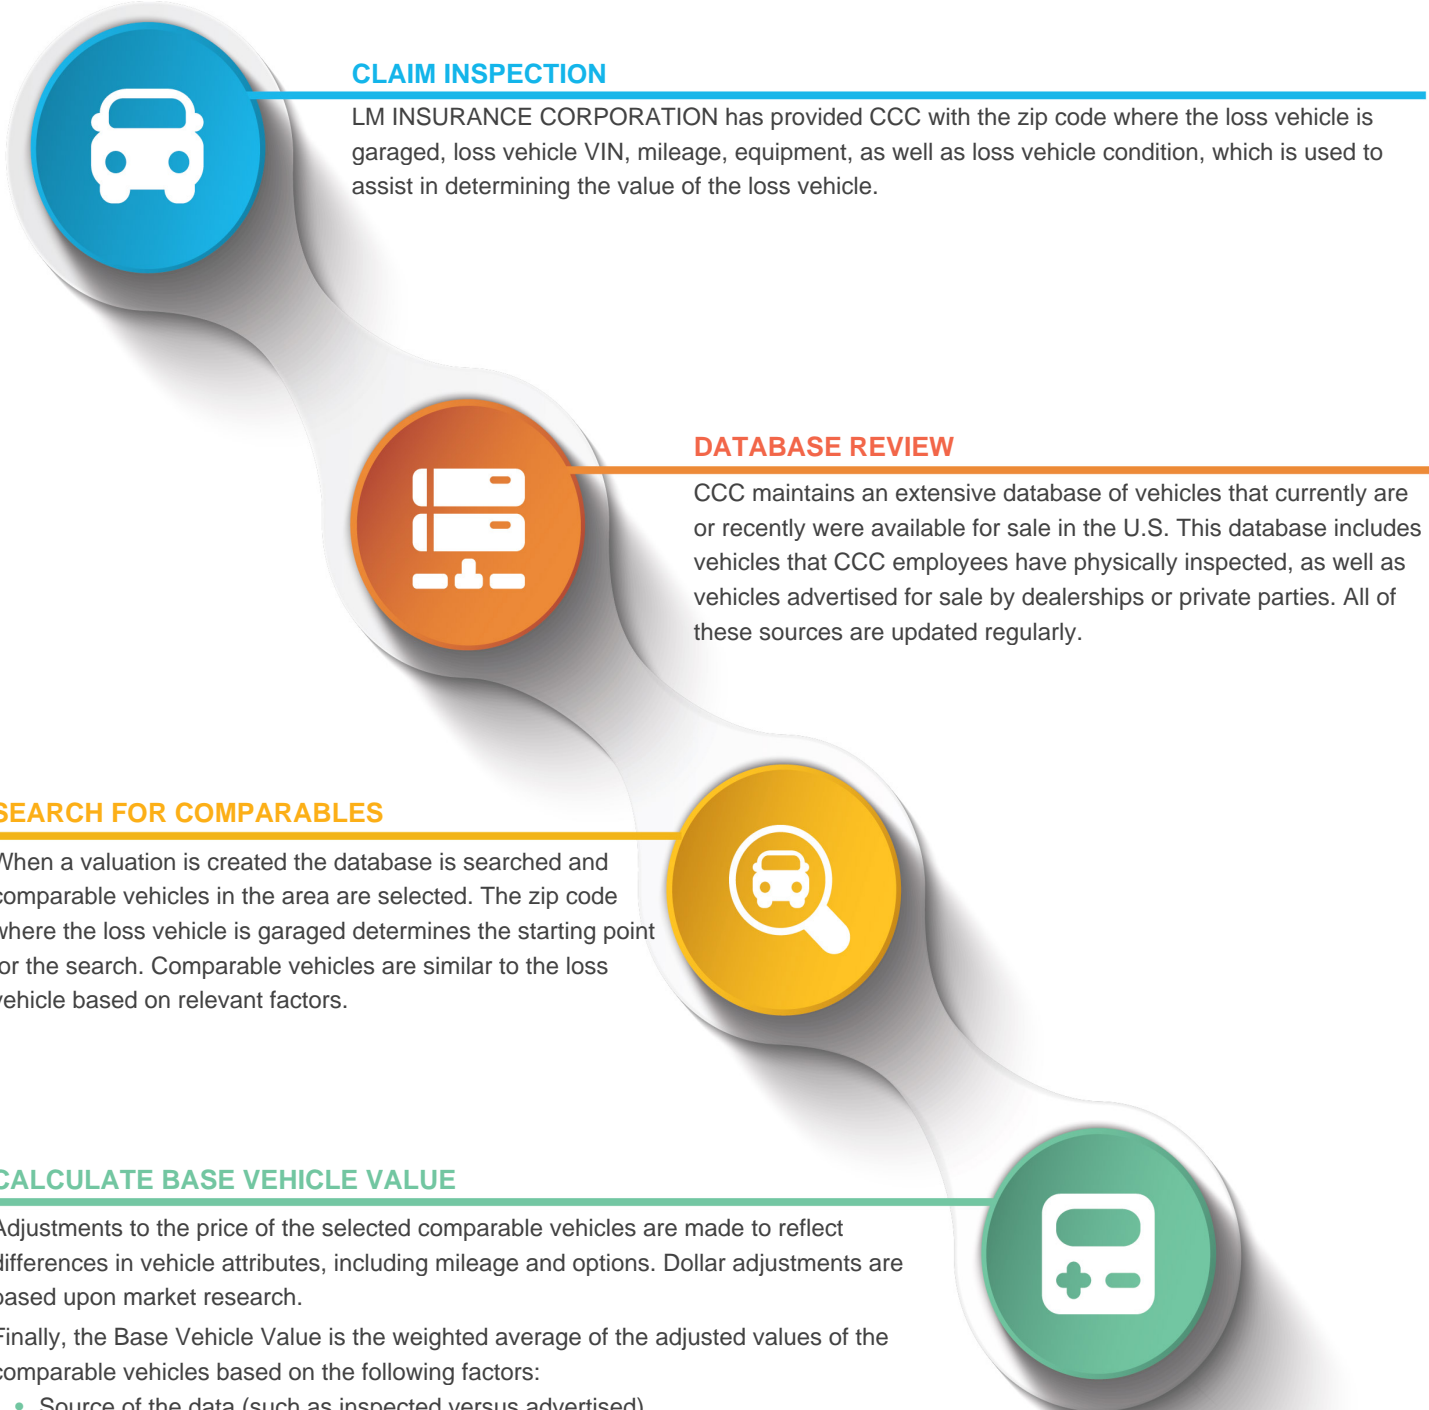 CLAIM INSPECTION
LM INSURANCE CORPORATION has provided CCC with the zip code where the loss vehicle is
garaged, loss vehicle VIN, mileage, equipment, as well as loss vehicle condition, which is used to
assist in determining the value of the loss vehicle.
DATABASE REVIEW
CCC maintains an extensive database of vehicles that currently are
or recently were available for sale in the U.S. This database includes
vehicles that CCC employees have physically inspected, as well as
vehicles advertised for sale by dealerships or private parties. All of
these sources are updated regularly.
SEARCH FOR COMPARABLES
When a valuation is created the database is searched and
comparable vehicles in the area are selected. The zip code
where the loss vehicle is garaged determines the starting point
for the search. Comparable vehicles are similar to the loss
vehicle based on relevant factors.
CALCULATE BASE VEHICLE VALUE
Adjustments to the price of the selected comparable vehicles are made to reflect
differences in vehicle attributes, including mileage and options. Dollar adjustments are
based upon market research.
Finally, the Base Vehicle Value is the weighted average of the adjusted values of the
comparable vehicles based on the following factors:
• Source of the data (such as inspected versus advertised)